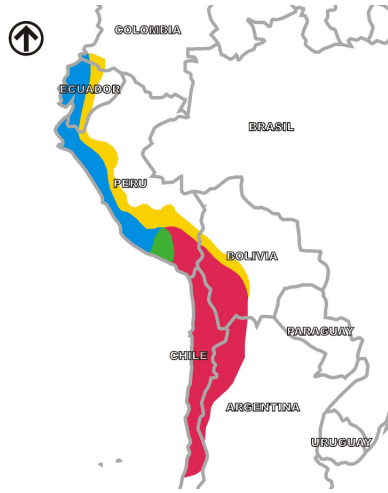 COLOMBIA
ECUADOR
BRASIL
PERU
BOLIVIA
PARAGUAY
CHILE
ARGENTINA
URUGUAY